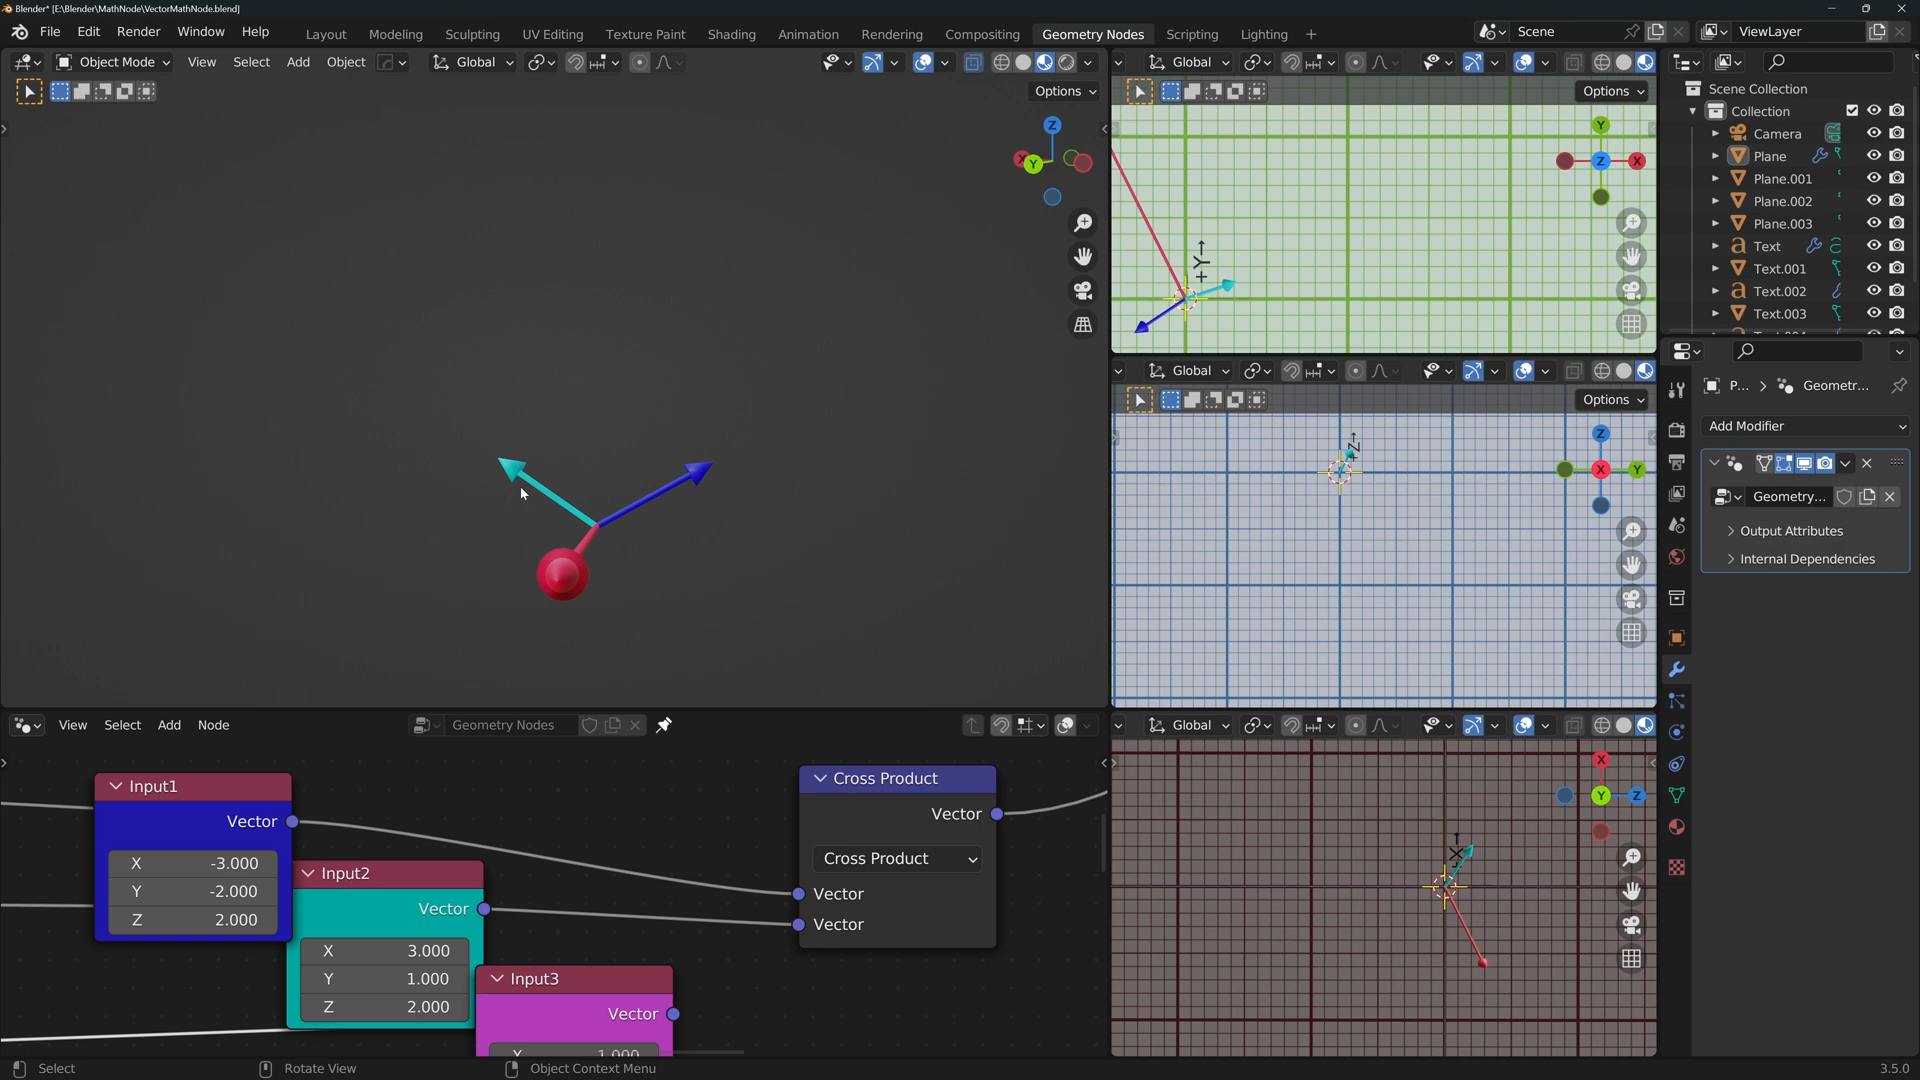 Blender* [E:\Blender\MathNode\VectorMathNode.blend]
File Edit Render Window Help
Layout Modeling Sculpting UV Editing Texture Paint Shading Animation Rendering Compositing Geometry Nodes Scripting Lighting +
Scene
ViewLayer
Object Mode View Select Add Object Global
Options
Z
X
Y
Global
Options
Y
Z
X
Y
Global
Options
Z
X
Y
Z
Global
X
Y
Z
X
Scene Collection
Collection
Camera
Plane
Plane.001
Plane.002
Plane.003
Text
Text.001
Text.002
Text.003
P... Geometr...
Add Modifier
Geometry...
Output Attributes
Internal Dependencies
View Select Add Node Geometry Nodes
Input1
Vector
X -3.000
Y -2.000
Z 2.000
Input2
Vector
X 3.000
Y 1.000
Z 2.000
Input3
Vector
X 1.000
Cross Product
Vector
Cross Product
Vector
Vector
Select Rotate View Object Context Menu 3.5.0